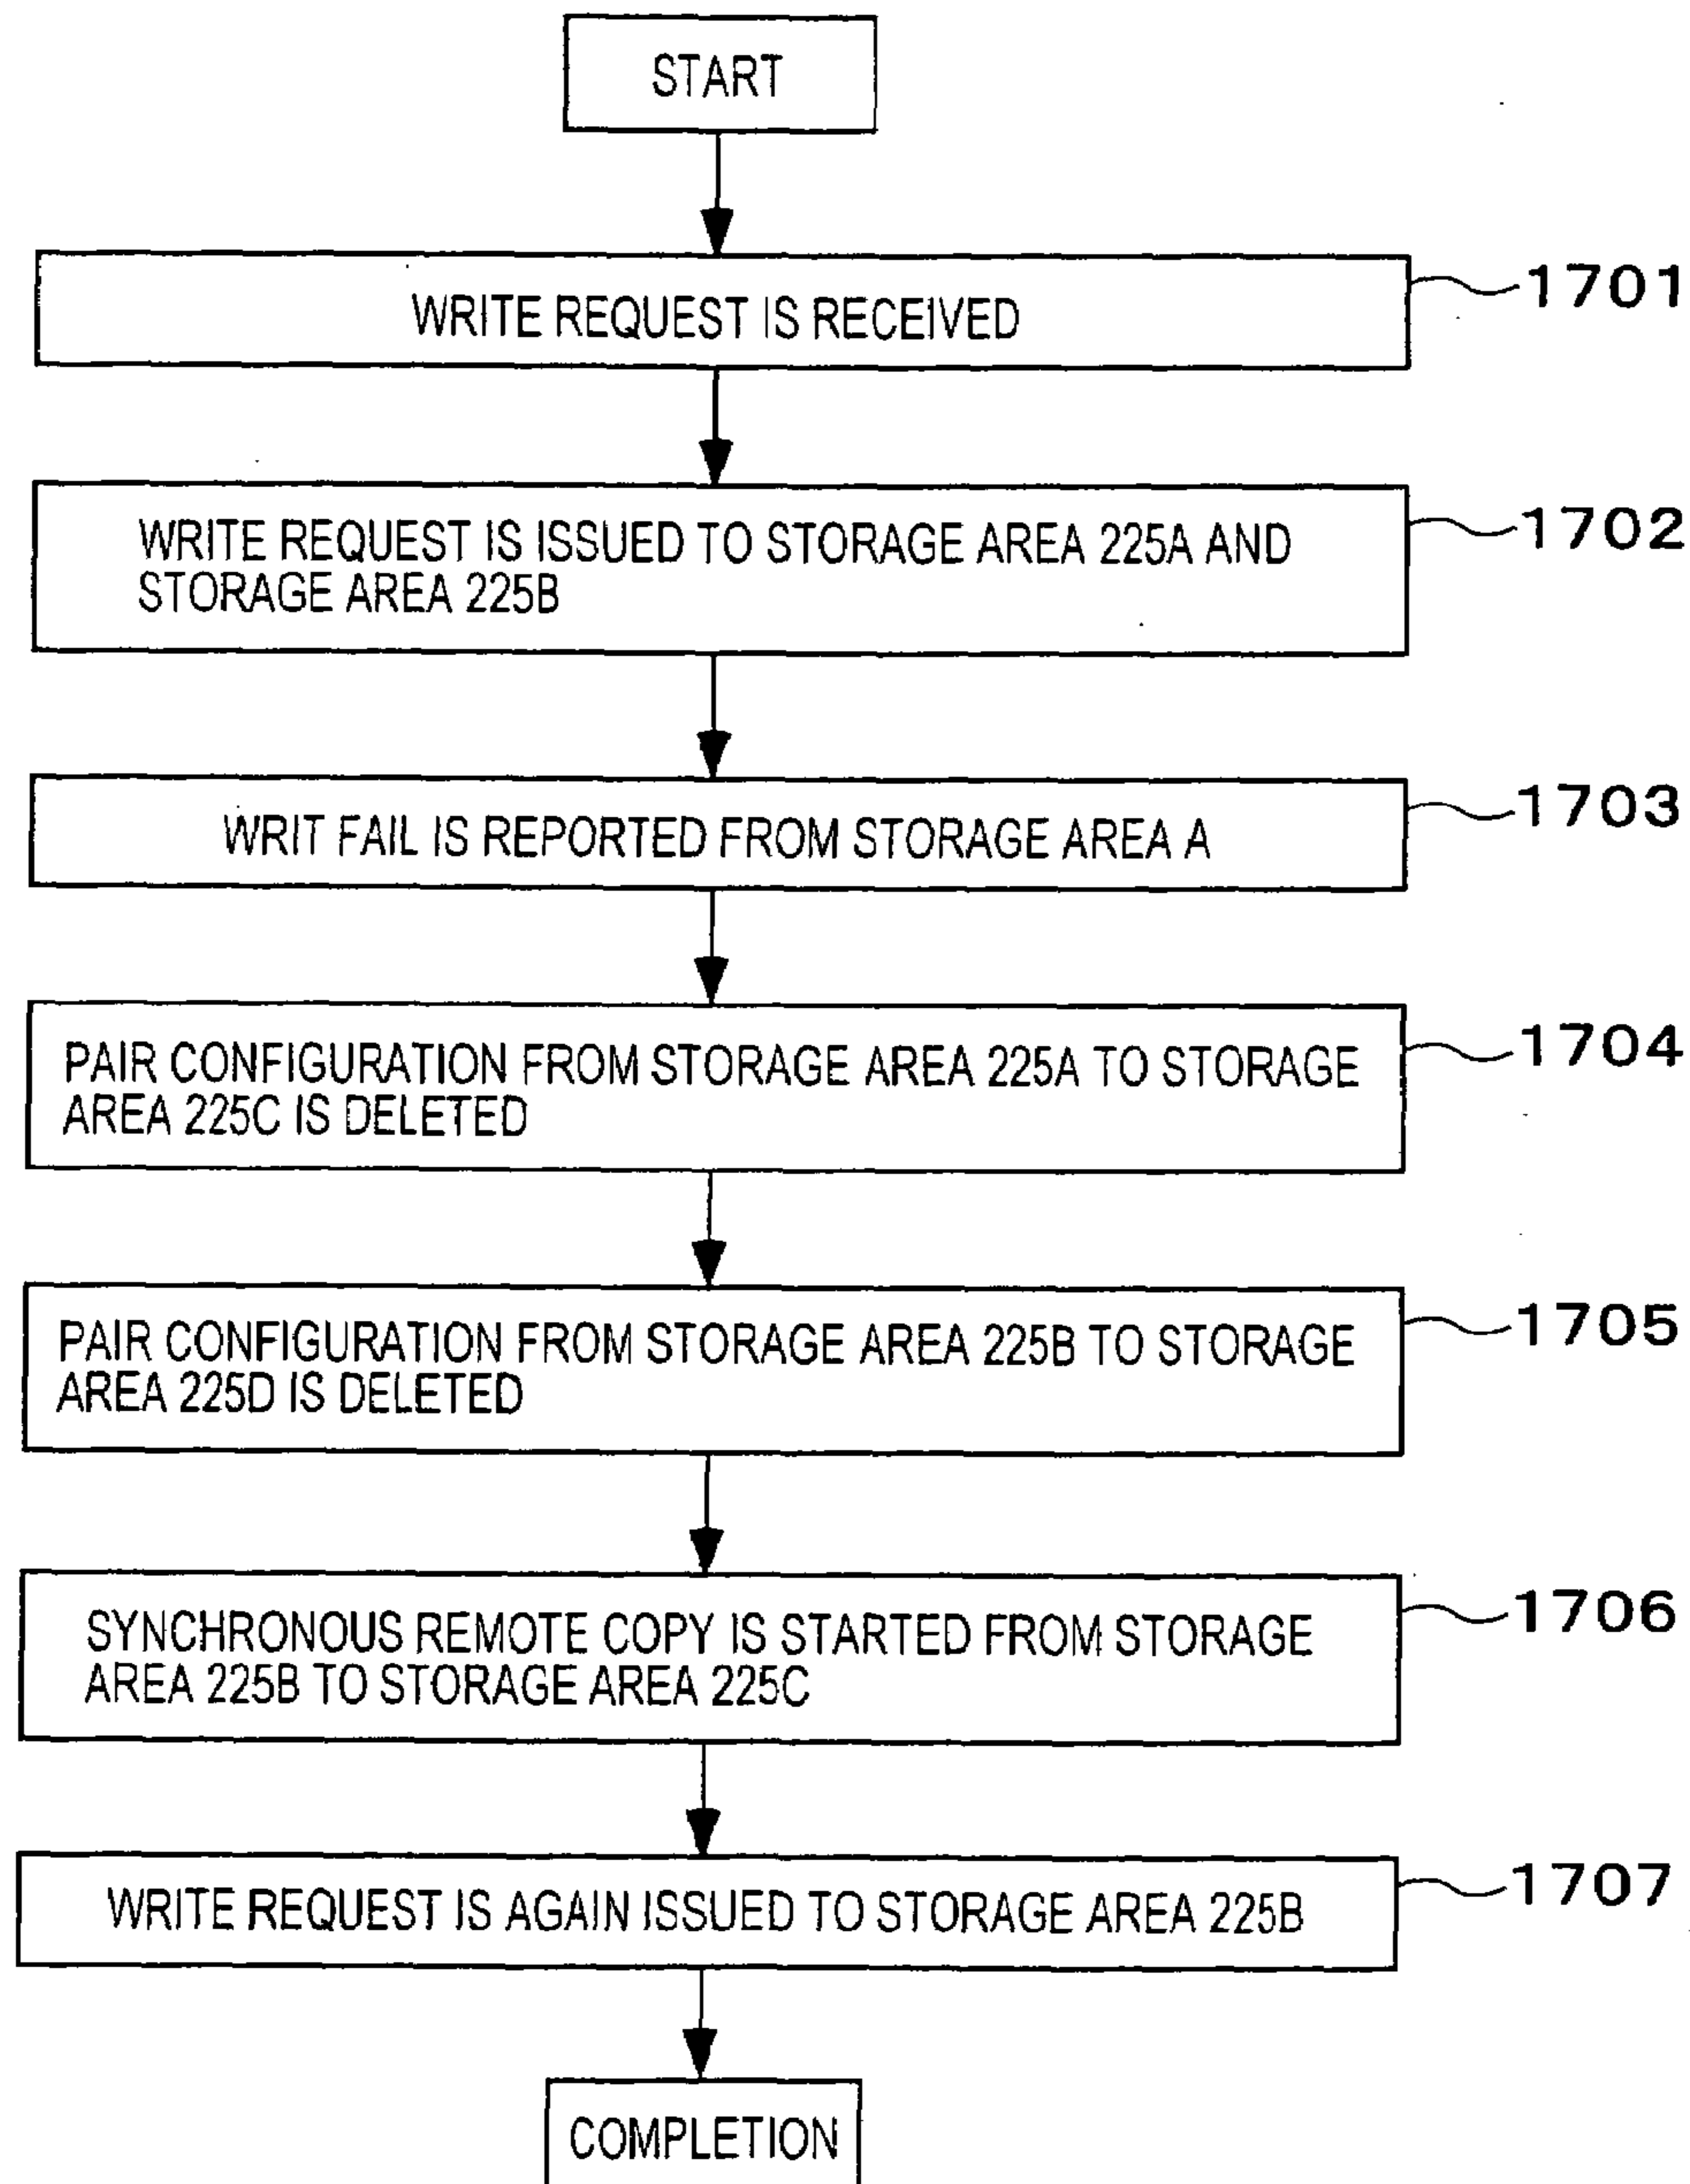 START
WRITE REQUEST IS RECEIVED
1701
WRITE REQUEST IS ISSUED TO STORAGE AREA 225A AND
STORAGE AREA 225B
1702
WRIT FAIL IS REPORTED FROM STORAGE AREA A
1703
PAIR CONFIGURATION FROM STORAGE AREA 225A TO STORAGE
AREA 225C IS DELETED
1704
PAIR CONFIGURATION FROM STORAGE AREA 225B TO STORAGE
AREA 225D IS DELETED
1705
SYNCHRONOUS REMOTE COPY IS STARTED FROM STORAGE
AREA 225B TO STORAGE AREA 225C
1706
WRITE REQUEST IS AGAIN ISSUED TO STORAGE AREA 225B
1707
COMPLETION